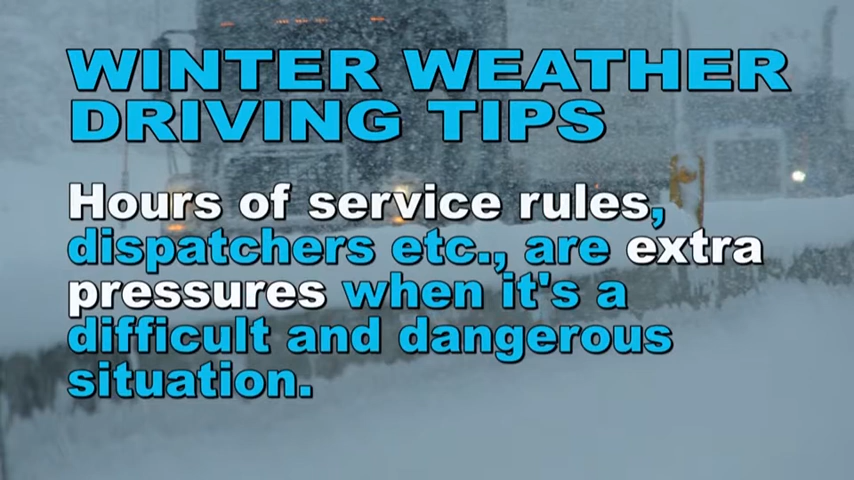 WINTER WEATHER
DRIVING TIPS
Hours of service rules,
dispatchers etc., are extra
pressures when it's a
difficult and dangerous
situation.